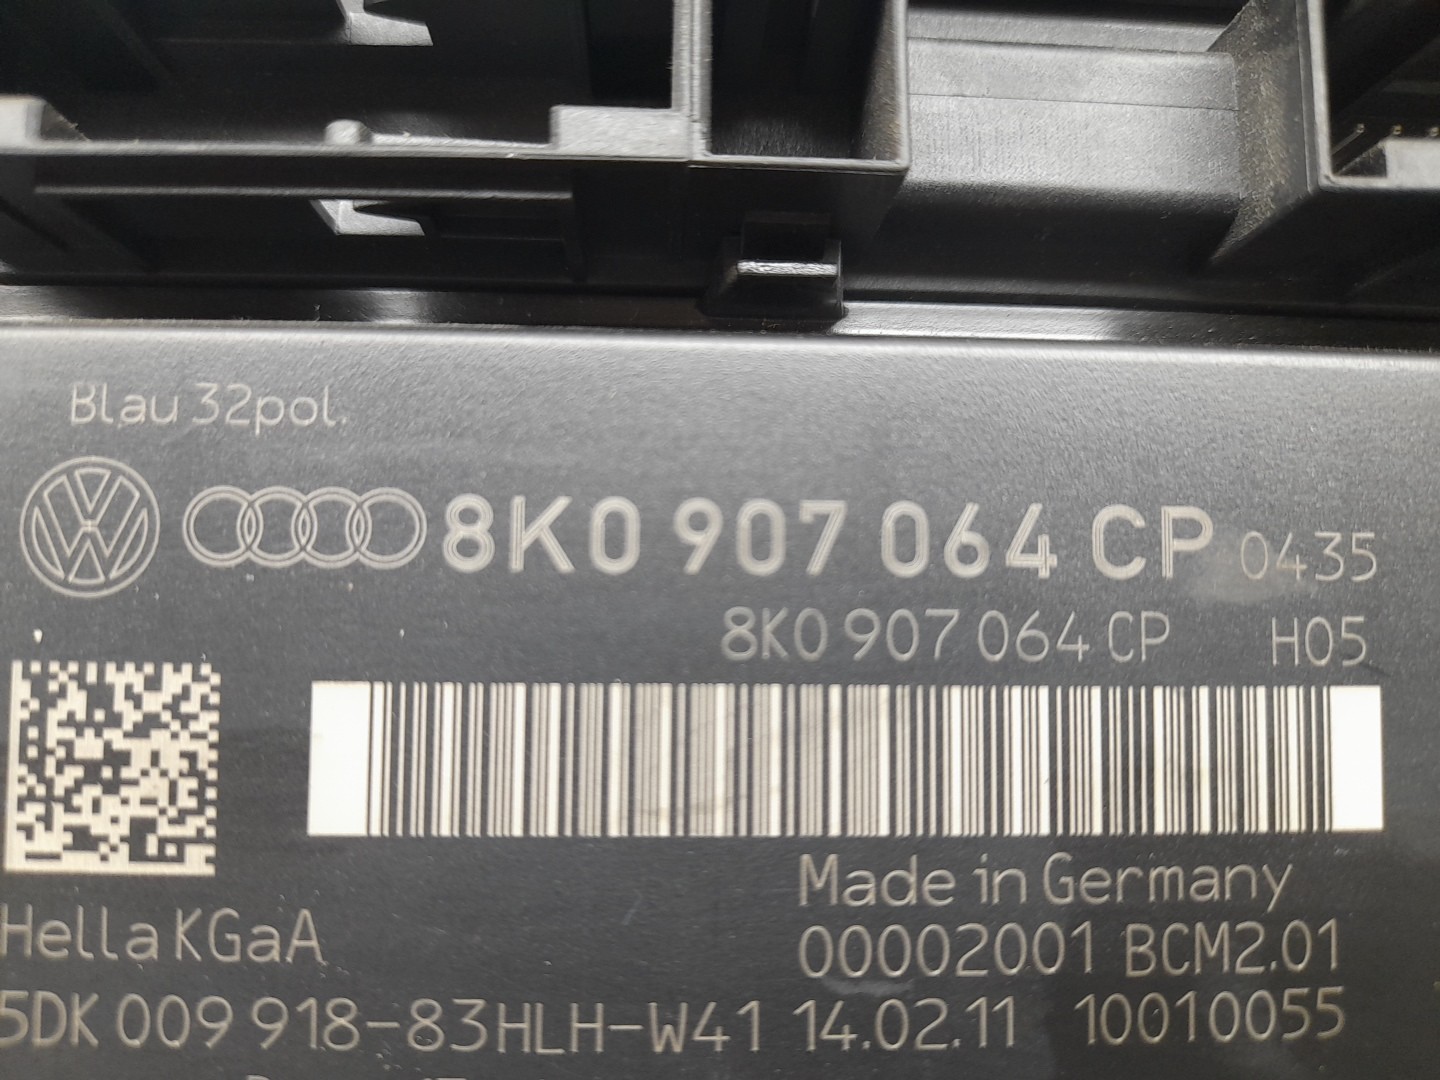 Blau 32pol.
8K0 907 064 CP 0435
8K0 907 064 CP H05
Made in Germany
Hella KGaA
00002001 BCM2.01
5DK 009 918-83HLH-W41 14.02.11 10010055